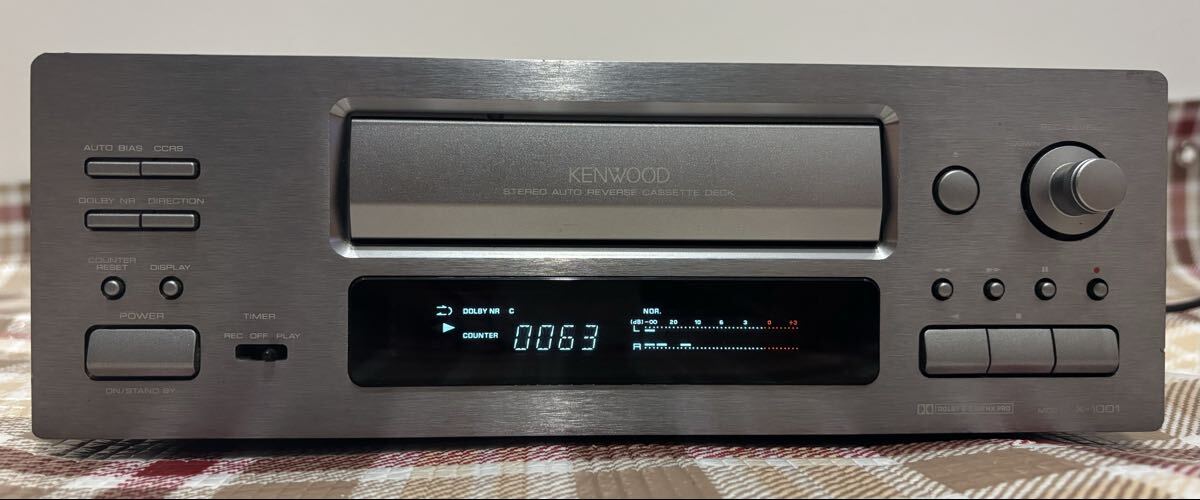 AUTO BIAS CCRS
DOLBY NR DIRECTION
COUNTER RESET DISPLAY
POWER
TIMER
REC OFF PLAY
ON/STAND BY
KENWOOD
STEREO AUTO REVERSE CASSETTE DECK
DOLBY NR C
COUNTER 0063
NOR.
(dB) -∞ 20 10 6 3 0 +3
L
R
X-1001